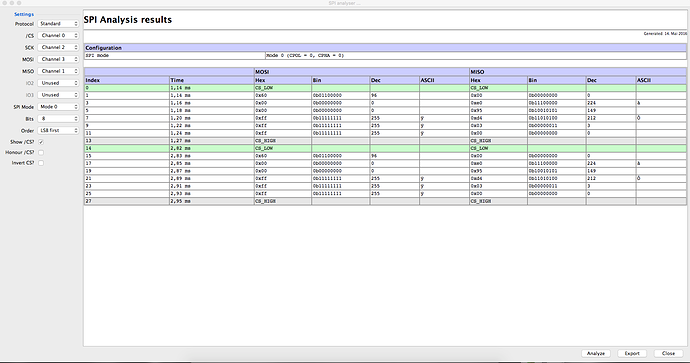 SPI analyser ...
Settings
Protocol Standard
/CS Channel 0
SCK Channel 2
MOSI Channel 3
MISO Channel 1
IO2 Unused
IO3 Unused
SPI Mode Mode 0
Bits 8
Order LSB first
Show /CS?
Honour /CS?
Invert CS?
SPI Analysis results
Generated: 14. Mai 2016
Configuration
SPI Mode Mode 0 (CPOL = 0, CPHA = 0)
MOSI MISO
Index Time Hex Bin Dec ASCII Hex Bin Dec ASCII
0 1,14 ms CS_LOW CS_LOW
1 1,14 ms 0x60 0b01100000 96 0x00 0b00000000 0
3 1,16 ms 0x00 0b00000000 0 0xe0 0b11100000 224 à
5 1,18 ms 0x00 0b00000000 0 0x95 0b10010101 149
7 1,20 ms 0xff 0b11111111 255 ÿ 0xd4 0b11010100 212 Ô
9 1,22 ms 0xff 0b11111111 255 ÿ 0x03 0b00000011 3
11 1,24 ms 0xff 0b11111111 255 ÿ 0x00 0b00000000 0
13 1,27 ms CS_HIGH CS_HIGH
14 2,82 ms CS_LOW CS_LOW
15 2,83 ms 0x60 0b01100000 96 0x00 0b00000000 0
17 2,85 ms 0x00 0b00000000 0 0xe0 0b11100000 224 à
19 2,87 ms 0x00 0b00000000 0 0x95 0b10010101 149
21 2,89 ms 0xff 0b11111111 255 ÿ 0xd4 0b11010100 212 Ô
23 2,91 ms 0xff 0b11111111 255 ÿ 0x03 0b00000011 3
25 2,93 ms 0xff 0b11111111 255 ÿ 0x00 0b00000000 0
27 2,95 ms CS_HIGH CS_HIGH
Analyze Export Close